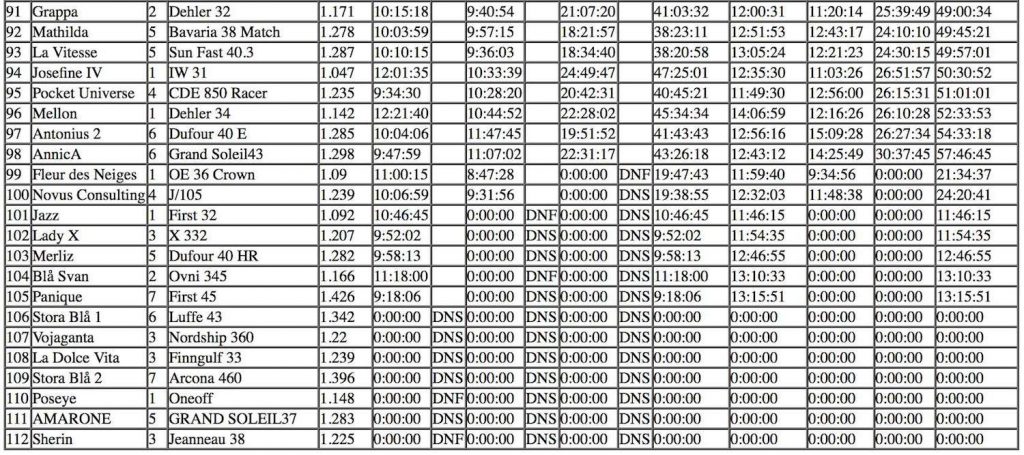 91 Grappa 2 Dehler 32 1.171 10:15:18 9:40:54 21:07:20 41:03:32 12:00:31 11:20:14 25:39:49 49:00:34
92 Mathilda 5 Bavaria 38 Match 1.278 10:03:59 9:57:15 18:21:57 38:23:11 12:51:53 12:43:17 24:10:10 49:45:21
93 La Vitesse 5 Sun Fast 40.3 1.287 10:10:15 9:36:03 18:34:40 38:20:58 13:05:24 12:21:23 24:30:15 49:57:01
94 Josefine IV 1 IW 31 1.047 12:01:35 10:33:39 24:49:47 47:25:01 12:35:30 11:03:26 26:51:57 50:30:52
95 Pocket Universe 4 CDE 850 Racer 1.235 9:34:30 10:28:20 20:42:31 40:45:21 11:49:30 12:56:00 26:15:31 51:01:01
96 Mellon 1 Dehler 34 1.142 12:21:40 10:44:52 22:28:02 45:34:34 14:06:59 12:16:26 26:10:28 52:33:53
97 Antonius 2 6 Dufour 40 E 1.285 10:04:06 11:47:45 19:51:52 41:43:43 12:56:16 15:09:28 26:27:34 54:33:18
98 AnnicA 6 Grand Soleil43 1.298 9:47:59 11:07:02 22:31:17 43:26:18 12:43:12 14:25:49 30:37:45 57:46:45
99 Fleur des Neiges 1 OE 36 Crown 1.09 11:00:15 8:47:28 0:00:00 DNF 19:47:43 11:59:40 9:34:56 0:00:00 21:34:37
100 Novus Consulting 4 J/105 1.239 10:06:59 9:31:56 0:00:00 DNS 19:38:55 12:32:03 11:48:38 0:00:00 24:20:41
101 Jazz 1 First 32 1.092 10:46:45 0:00:00 DNF 0:00:00 DNS 10:46:45 11:46:15 0:00:00 0:00:00 11:46:15
102 Lady X 3 X 332 1.207 9:52:02 0:00:00 DNS 0:00:00 DNS 9:52:02 11:54:35 0:00:00 0:00:00 11:54:35
103 Merliz 5 Dufour 40 HR 1.282 9:58:13 0:00:00 DNS 0:00:00 DNS 9:58:13 12:46:55 0:00:00 0:00:00 12:46:55
104 Blå Svan 2 Ovni 345 1.166 11:18:00 0:00:00 DNF 0:00:00 DNS 11:18:00 13:10:33 0:00:00 0:00:00 13:10:33
105 Panique 7 First 45 1.426 9:18:06 0:00:00 DNS 0:00:00 DNS 9:18:06 13:15:51 0:00:00 0:00:00 13:15:51
106 Stora Blå 1 6 Luffe 43 1.342 0:00:00 DNS 0:00:00 DNS 0:00:00 DNS 0:00:00 0:00:00 0:00:00 0:00:00 0:00:00
107 Vojaganta 3 Nordship 360 1.22 0:00:00 DNS 0:00:00 DNS 0:00:00 DNS 0:00:00 0:00:00 0:00:00 0:00:00 0:00:00
108 La Dolce Vita 3 Finngulf 33 1.239 0:00:00 DNS 0:00:00 DNS 0:00:00 DNS 0:00:00 0:00:00 0:00:00 0:00:00 0:00:00
109 Stora Blå 2 7 Arcona 460 1.396 0:00:00 DNS 0:00:00 DNS 0:00:00 DNS 0:00:00 0:00:00 0:00:00 0:00:00 0:00:00
110 Poseye 1 Oneoff 1.148 0:00:00 DNF 0:00:00 DNS 0:00:00 DNS 0:00:00 0:00:00 0:00:00 0:00:00 0:00:00
111 AMARONE 5 GRAND SOLEIL37 1.283 0:00:00 DNS 0:00:00 DNS 0:00:00 DNS 0:00:00 0:00:00 0:00:00 0:00:00 0:00:00
112 Sherin 3 Jeanneau 38 1.225 0:00:00 DNF 0:00:00 DNS 0:00:00 DNS 0:00:00 0:00:00 0:00:00 0:00:00 0:00:00